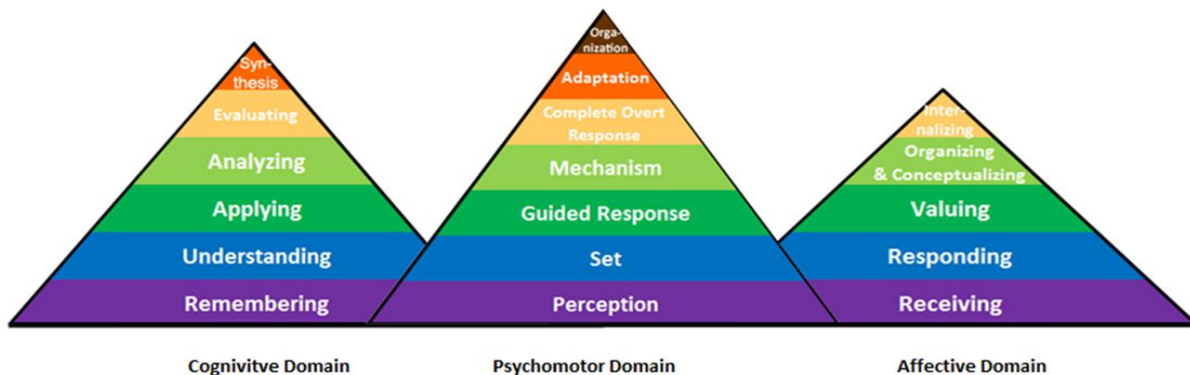 Syn-
thesis
Evaluating
Analyzing
Applying
Understanding
Remembering
Orga-
nization
Adaptation
Complete Overt
Response
Mechanism
Guided Response
Set
Perception
Inter-
nalizing
Organizing
& Conceptualizing
Valuing
Responding
Receiving
Cognivitve Domain
Psychomotor Domain
Affective Domain